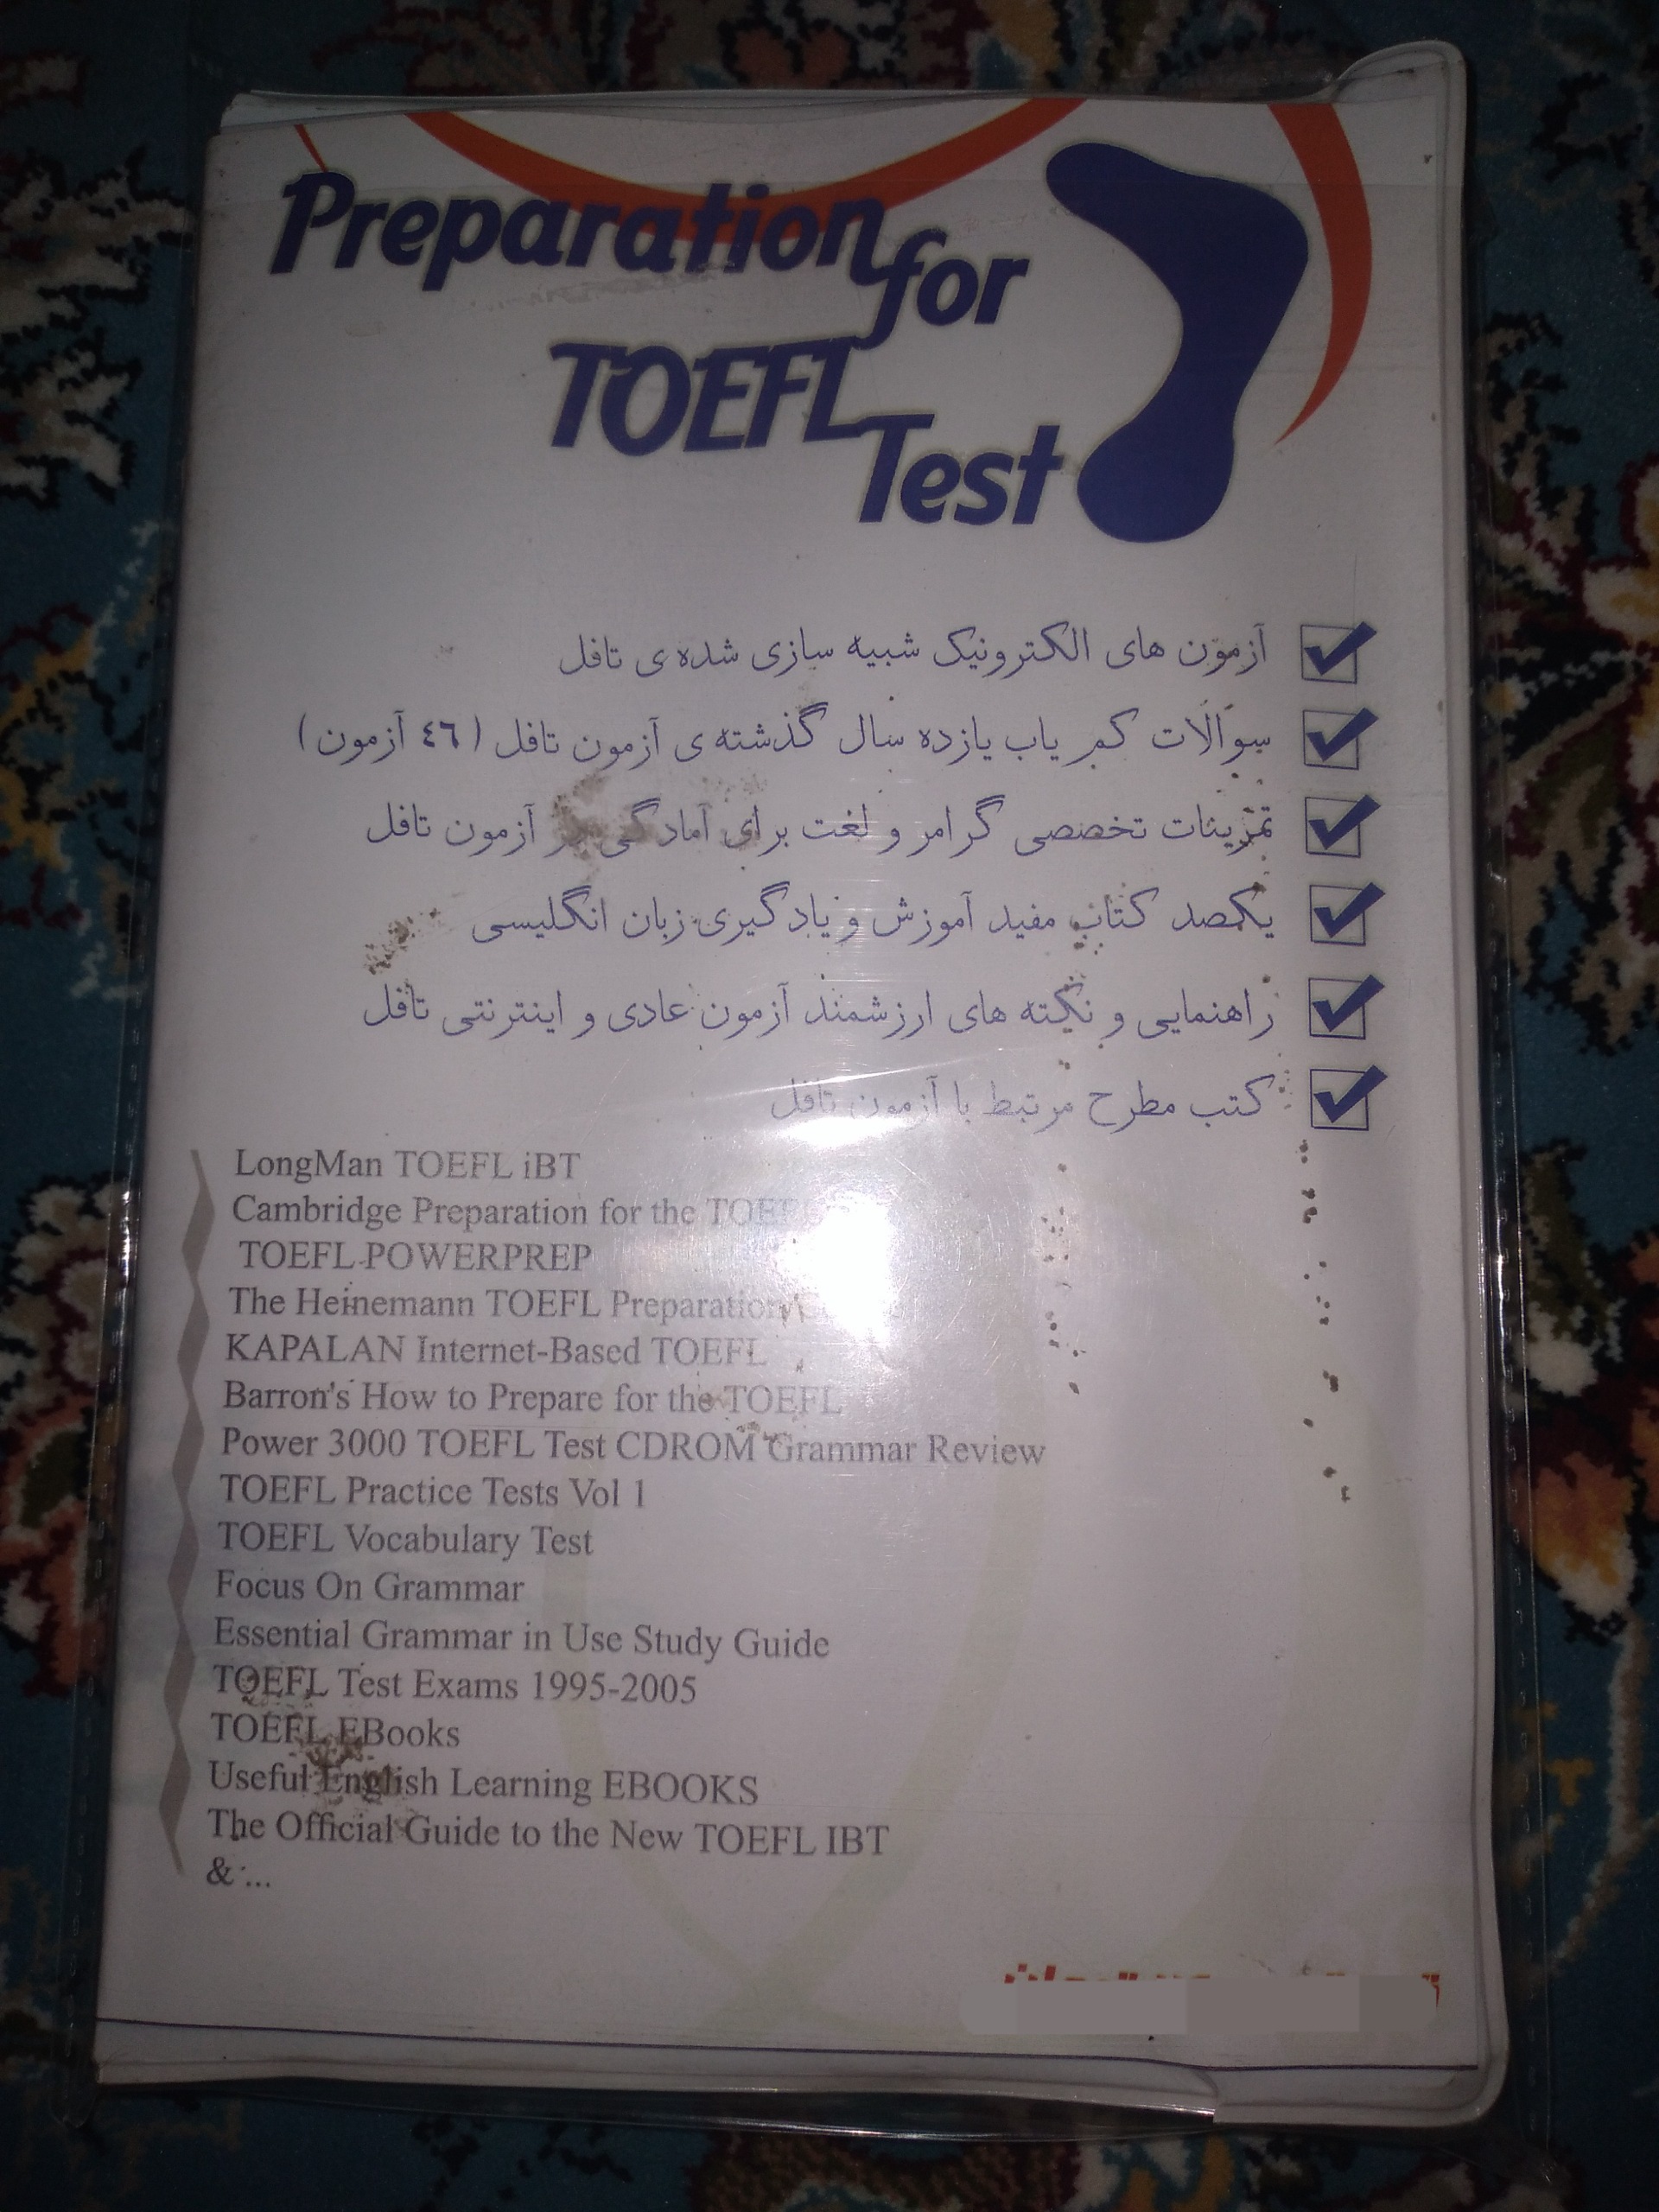 Preparation for
TOEFL
Test
آزمون های الکترونیک شبیه سازی شده ی تافل
سوالات کم یاب یازده سال گذشته ی آزمون تافل (٤٦ آزمون)
تمرینات تخصصی گرامر و لغت برای آمادگی در آزمون تافل
یکصد کتاب مفید آموزش و یادگیری زبان انگلیسی
راهنمایی و نکته های ارزشمند آزمون عادی و اینترنتی تافل
کتب مطرح مرتبط با آزمون تافل
LongMan TOEFL iBT
Cambridge Preparation for the TOEFL
TOEFL POWERPREP
The Heinemann TOEFL Preparation
KAPALAN Internet-Based TOEFL
Barron's How to Prepare for the TOEFL
Power 3000 TOEFL Test CDROM Grammar Review
TOEFL Practice Tests Vol 1
TOEFL Vocabulary Test
Focus On Grammar
Essential Grammar in Use Study Guide
TOEFL Test Exams 1995-2005
TOEFL EBooks
Useful English Learning EBOOKS
The Official Guide to the New TOEFL IBT
& ...